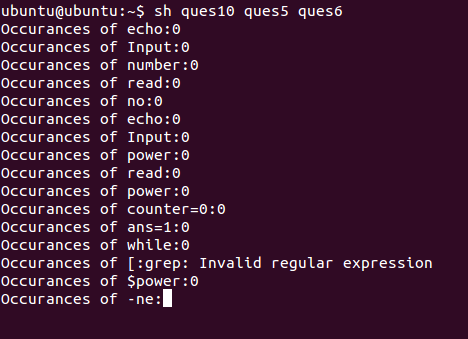 ubuntu@ubuntu:~$ sh ques10 ques5 ques6
Occurances of echo:0
Occurances of Input:0
Occurances of number:0
Occurances of read:0
Occurances of no:0
Occurances of echo:0
Occurances of Input:0
Occurances of power:0
Occurances of read:0
Occurances of power:0
Occurances of counter=0:0
Occurances of ans=1:0
Occurances of while:0
Occurances of [:grep: Invalid regular expression
Occurances of $power:0
Occurances of -ne: